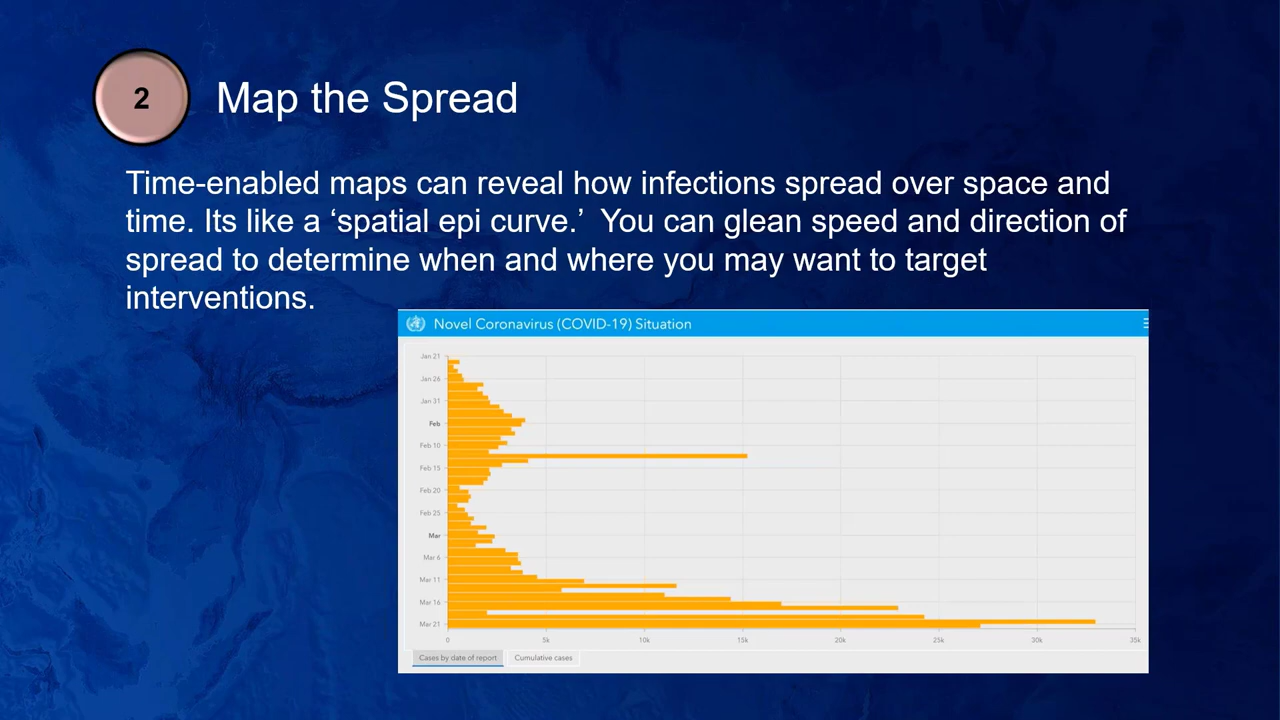 2
Map the Spread
Time-enabled maps can reveal how infections spread over space and
time. Its like a ‘spatial epi curve.’  You can glean speed and direction of
spread to determine when and where you may want to target
interventions.
Novel Coronavirus (COVID-19) Situation
Jan 21
Jan 26
Jan 31
Feb
Feb 10
Feb 15
Feb 20
Feb 25
Mar
Mar 6
Mar 11
Mar 16
Mar 21
0 5k 10k 15k 20k 25k 30k 35k
Cases by date of report Cumulative cases